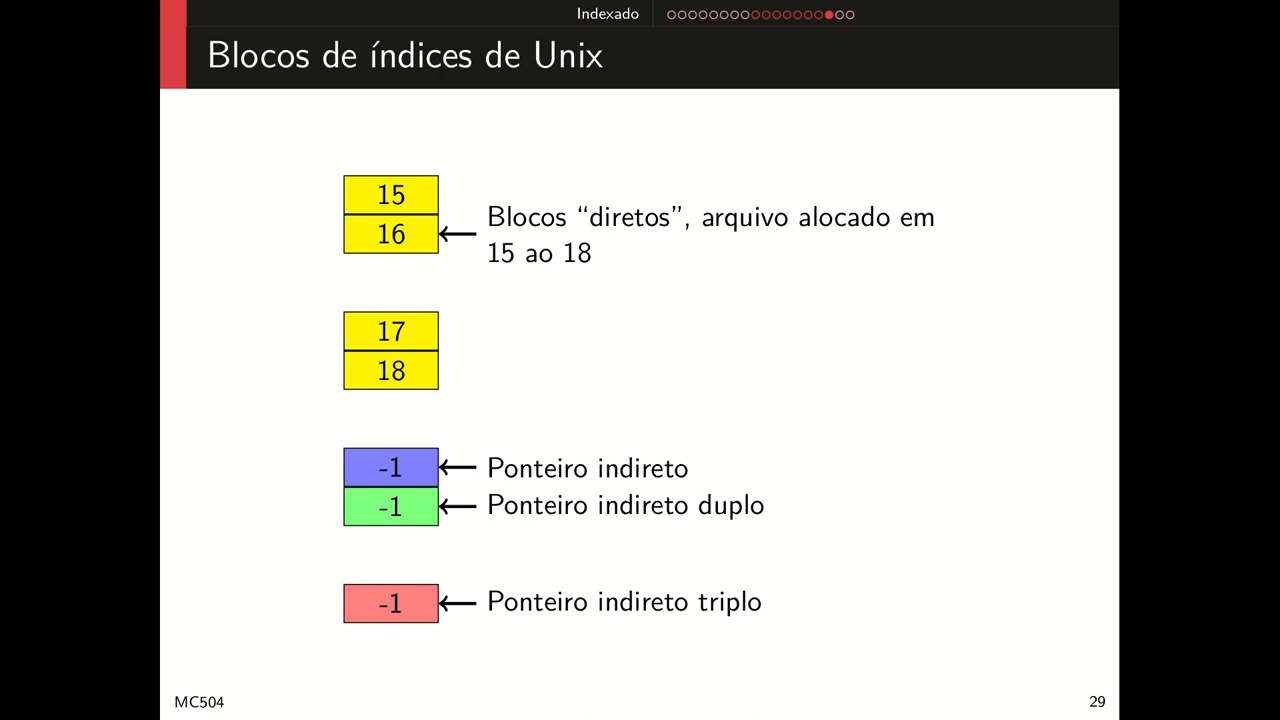 Indexado
Blocos de índices de Unix
15
16
Blocos “diretos”, arquivo alocado em
15 ao 18
17
18
-1
Ponteiro indireto
-1
Ponteiro indireto duplo
-1
Ponteiro indireto triplo
MC504
29